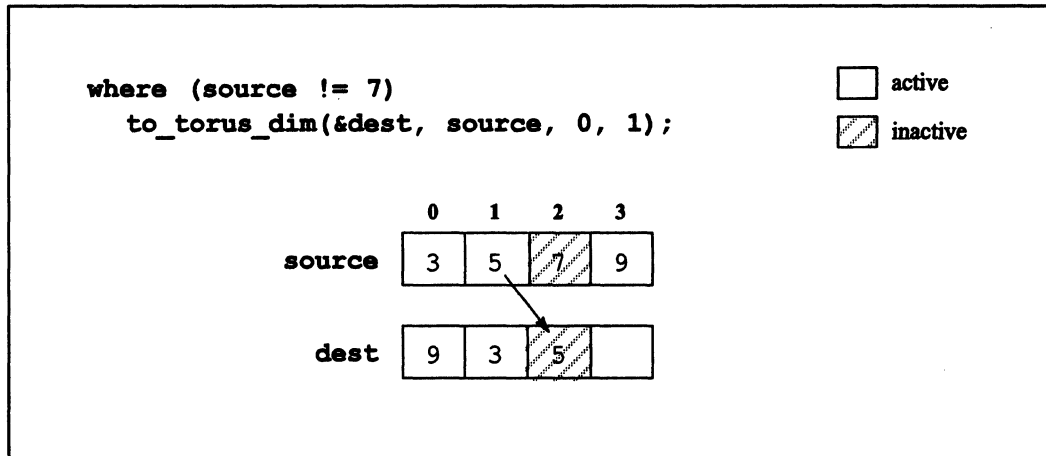 where (source != 7)
to_torus_dim(&dest, source, 0, 1);
active
inactive
0 1 2 3
source 3 5 7 9
dest 9 3 5